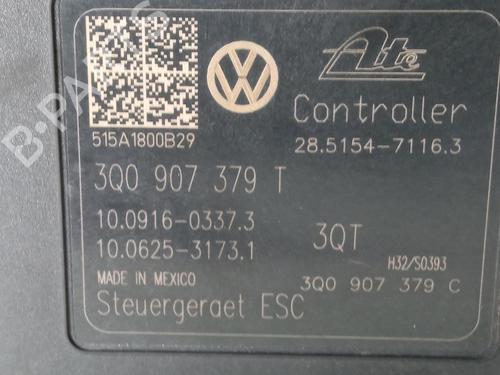 Ate
515A1800B29
Controller
28.5154-7116.3
3Q0 907 379 T
10.0916-0337.3
10.0625-3173.1
3QT
H32/S0393
MADE IN MEXICO
3Q0 907 379 C
Steuergeraet ESC
B-PARTS